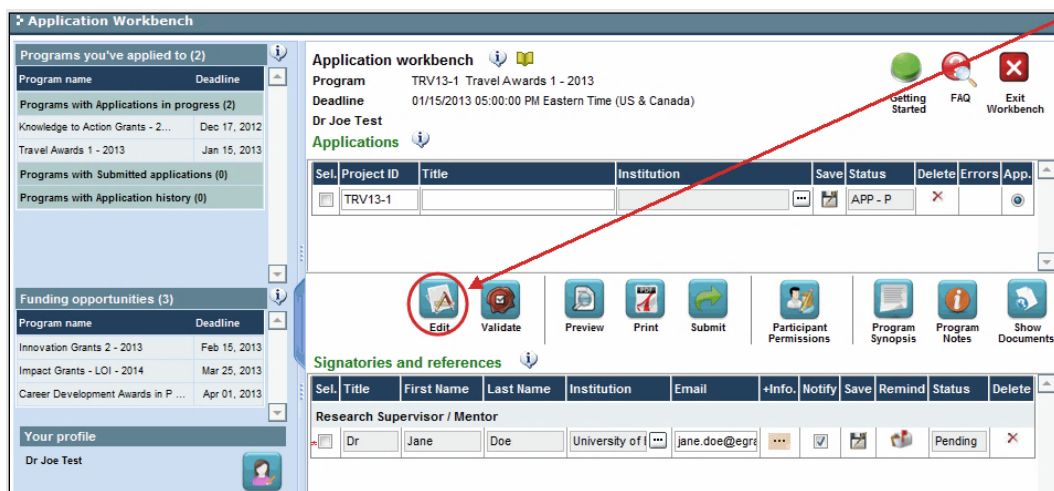 Application Workbench
Programs you've applied to (2)
Program name Deadline
Programs with Applications in progress (2)
Knowledge to Action Grants - 2... Dec 17, 2012
Travel Awards 1 - 2013 Jan 15, 2013
Programs with Submitted applications (0)
Programs with Application history (0)
Funding opportunities (3)
Program name Deadline
Innovation Grants 2 - 2013 Feb 15, 2013
Impact Grants - LOI - 2014 Mar 25, 2013
Career Development Awards in P ... Apr 01, 2013
Your profile
Dr Joe Test
Application workbench
Program TRV13-1 Travel Awards 1 - 2013
Deadline 01/15/2013 05:00:00 PM Eastern Time (US & Canada)
Dr Joe Test
Getting Started
FAQ
Exit Workbench
Applications
Sel. Project ID Title Institution Save Status Delete Errors App.
TRV13-1 ... APP - P
Edit Validate Preview Print Submit Participant Permissions Program Synopsis Program Notes Show Documents
PDF
Signatories and references
Sel. Title First Name Last Name Institution Email +Info. Notify Save Remind Status Delete
Research Supervisor / Mentor
Dr Jane Doe University of ... jane.doe@egra ... Pending